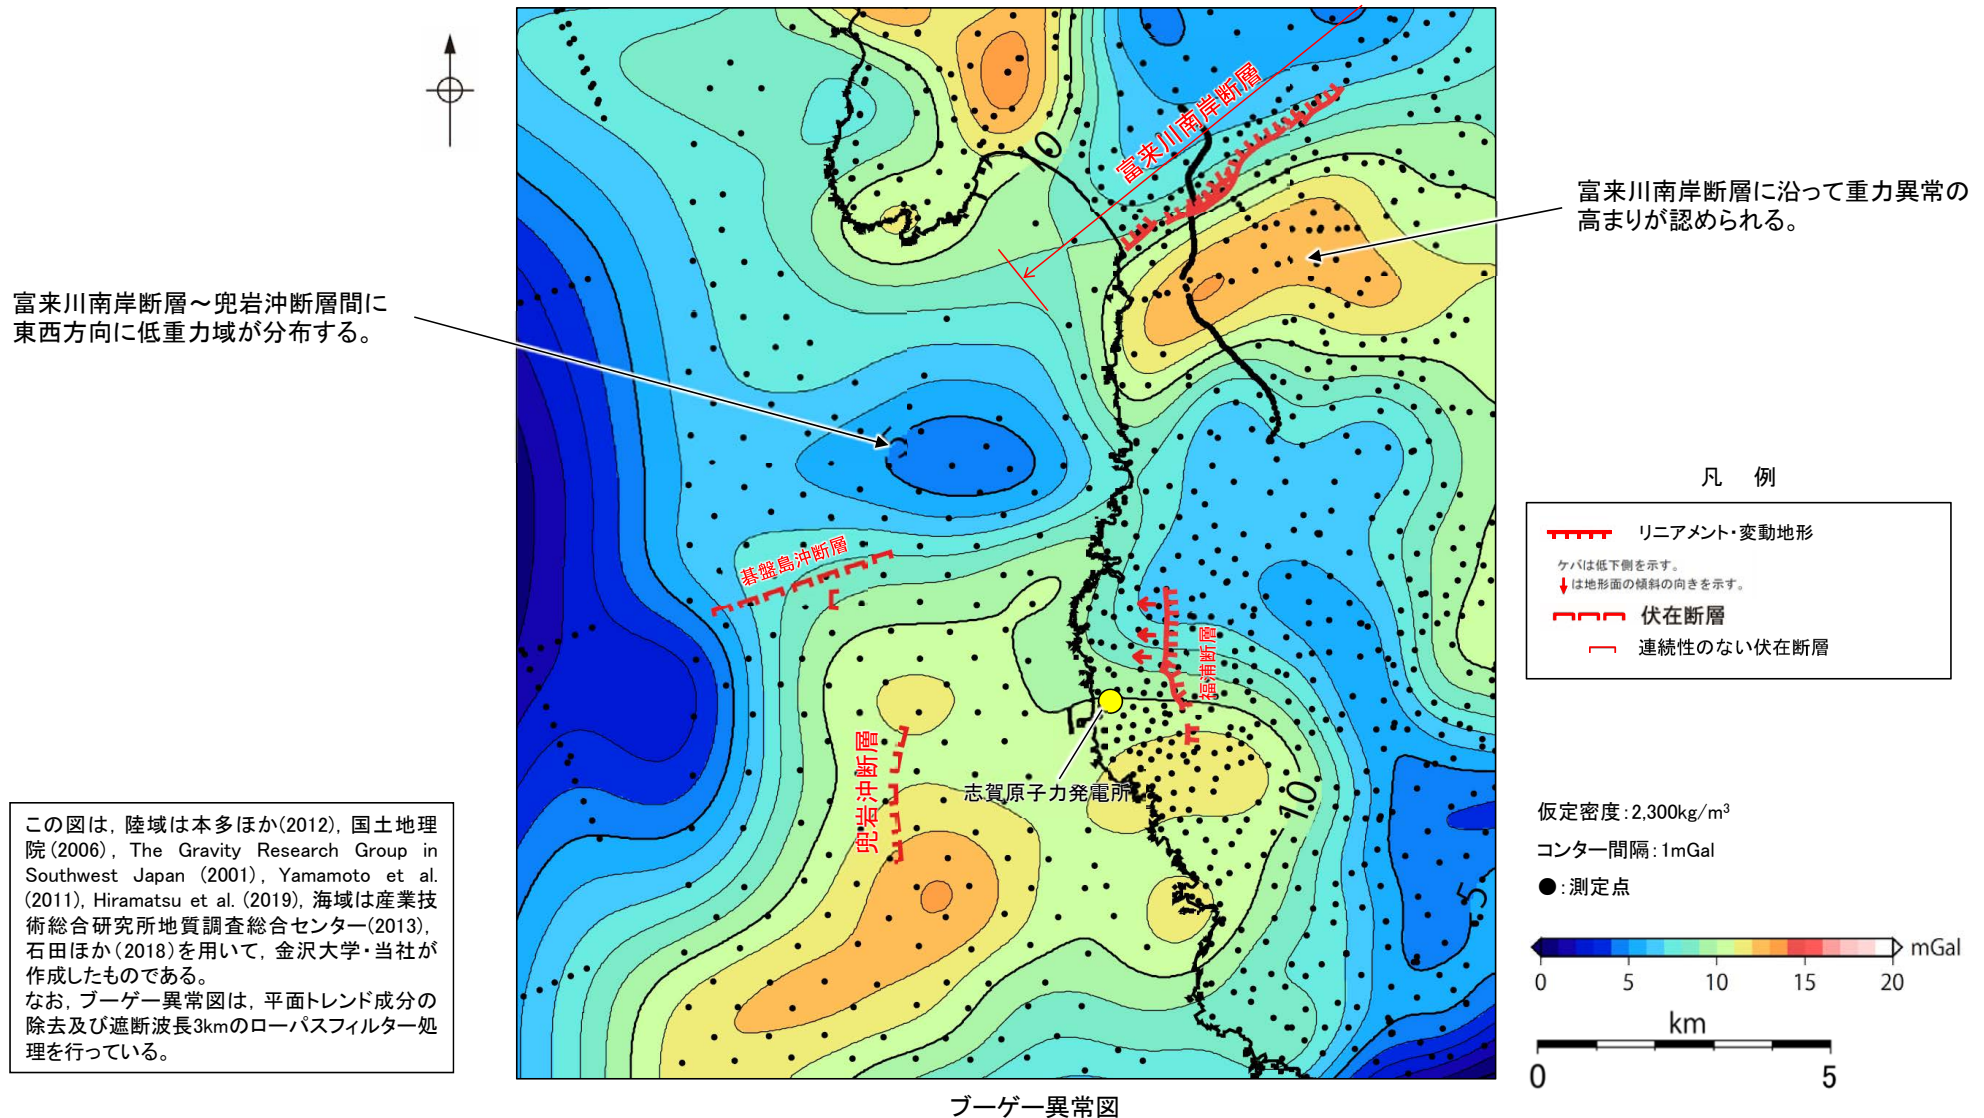 富来川南岸断層
10
富来川南岸断層に沿って重力異常の
高まりが認められる。
富来川南岸断層～兜岩沖断層間に
東西方向に低重力域が分布する。
碁盤島沖断層
福浦断層
兜岩沖断層
志賀原子力発電所
10
5
凡 例
リニアメント・変動地形
ケバは低下側を示す。
は地形面の傾斜の向きを示す。
伏在断層
連続性のない伏在断層
仮定密度：2,300kg/m³
コンター間隔：1mGal
●：測定点
mGal
0 5 10 15 20
km
0 5
この図は，陸域は本多ほか(2012)，国土地理
院(2006)，The Gravity Research Group in
Southwest Japan (2001)，Yamamoto et al.
(2011)，Hiramatsu et al. (2019)，海域は産業技
術総合研究所地質調査総合センター(2013)，
石田ほか(2018)を用いて，金沢大学・当社が
作成したものである。
なお，ブーゲー異常図は，平面トレンド成分の
除去及び遮断波長3kmのローパスフィルター処
理を行っている。
ブーゲー異常図